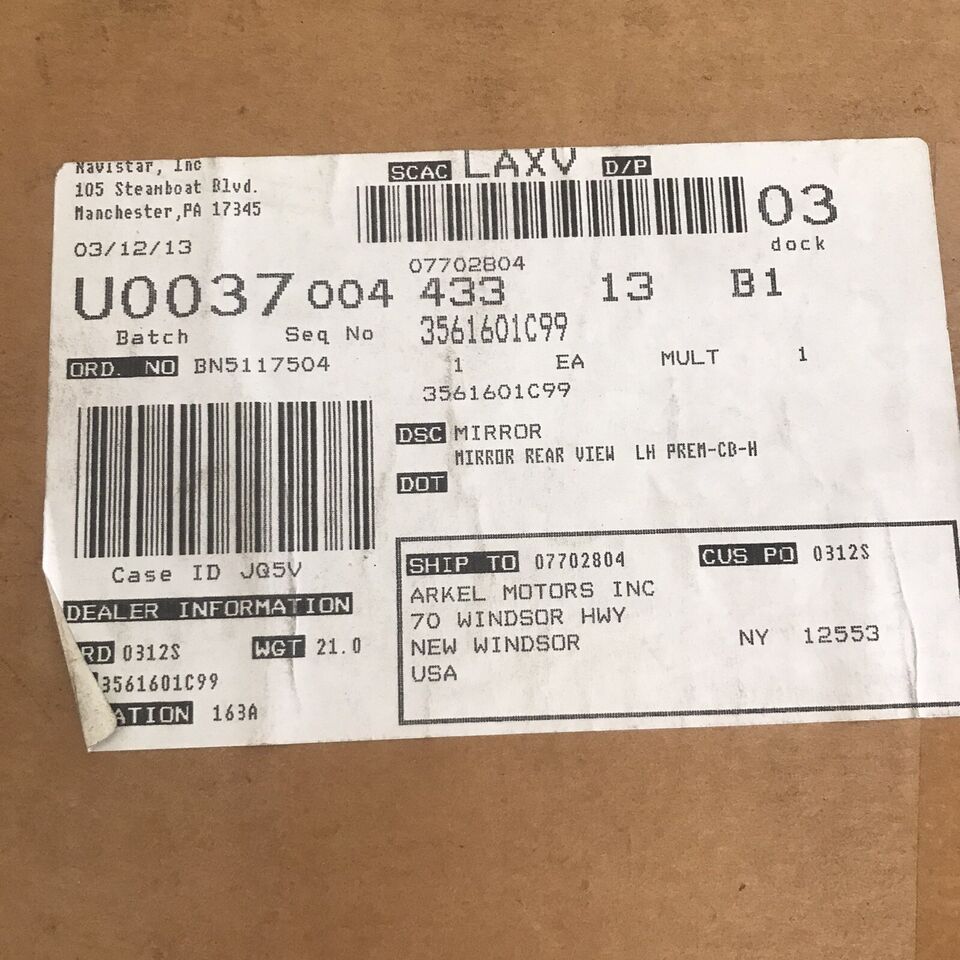 Navistar, Inc
105 Steamboat Blvd.
Manchester,PA 17345
SCAC LAXV D/P
03
dock
03/12/13
07702804
U0037 004 433 13 B1
Batch Seq No 3561601C99
ORD. NO BN5117504
1 EA MULT 1
3561601C99
DSC MIRROR
MIRROR REAR VIEW LH PREM-CB-H
DOT
Case ID JQ5V
DEALER INFORMATION
RD 0312S WGT 21.0
3561601C99
ATION 163A
SHIP TO 07702804 CUS PO 0312S
ARKEL MOTORS INC
70 WINDSOR HWY
NEW WINDSOR NY 12553
USA